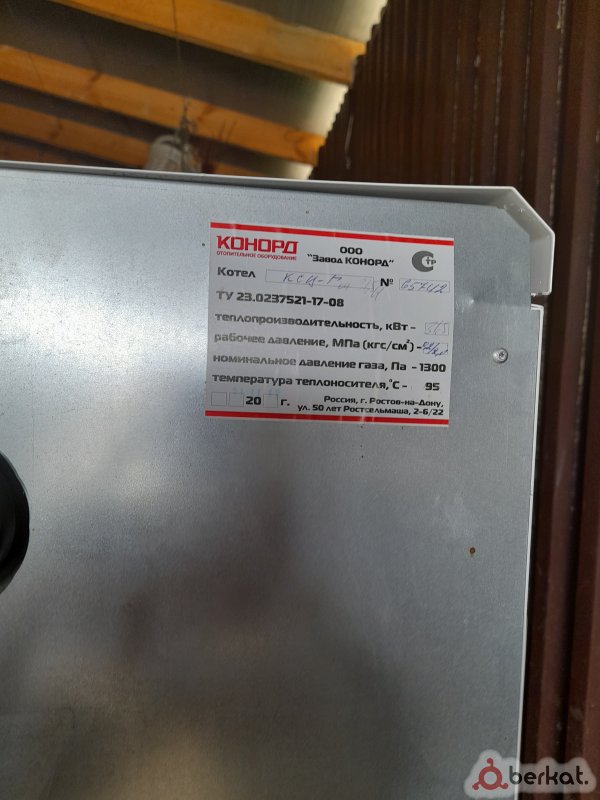 КОНОРД
ОТОПИТЕЛЬНОЕ ОБОРУДОВАНИЕ
ООО
"Завод КОНОРД"
СТР
Котел № 65742
ТУ 23.0237521-17-08
теплопроизводительность, кВт -
рабочее давление, МПа (кгс/см²) -
номинальное давление газа, Па - 1300
температура теплоносителя,°С - 95
20 г.
Россия, г. Ростов-на-Дону,
ул. 50 лет Ростсельмаша, 2-6/22
berkat.